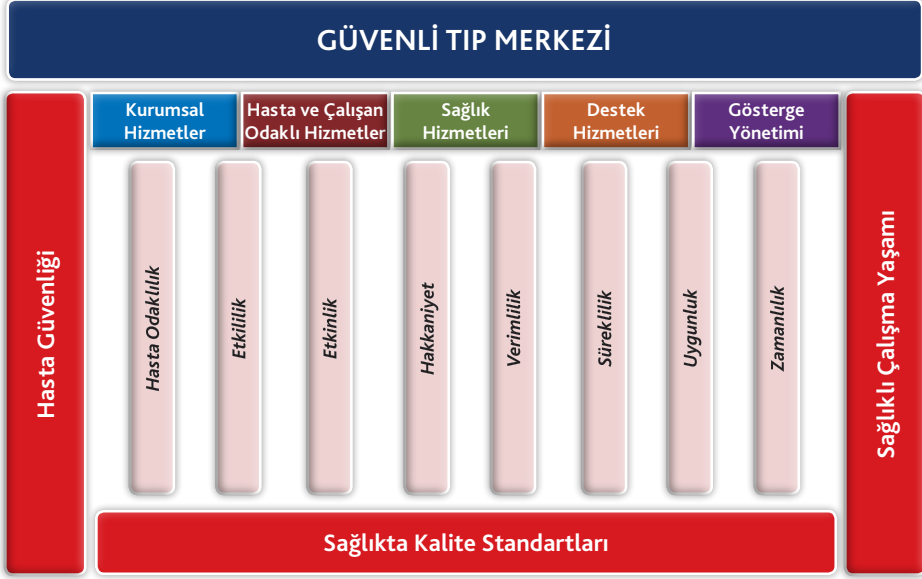 GÜVENLİ TIP MERKEZİ
Kurumsal
Hizmetler
Hasta ve Çalışan
Odaklı Hizmetler
Sağlık
Hizmetleri
Destek
Hizmetleri
Gösterge
Yönetimi
Hasta Güvenliği
Hasta Odaklılık
Etkililik
Etkinlik
Hakkaniyet
Verimlilik
Süreklilik
Uygunluk
Zamanlılık
Sağlıklı Çalışma Yaşamı
Sağlıkta Kalite Standartları